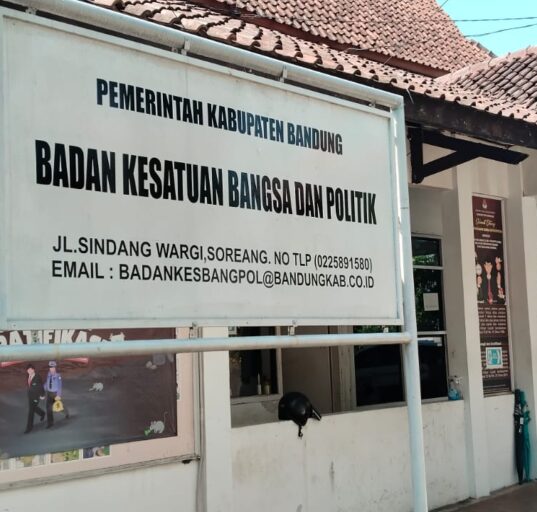 PEMERINTAH KABUPATEN BANDUNG
BADAN KESATUAN BANGSA DAN POLITIK
JL.SINDANG WARGI,SOREANG. NO TLP (0225891580)
EMAIL : BADANKESBANGPOL@BANDUNGKAB.CO.ID